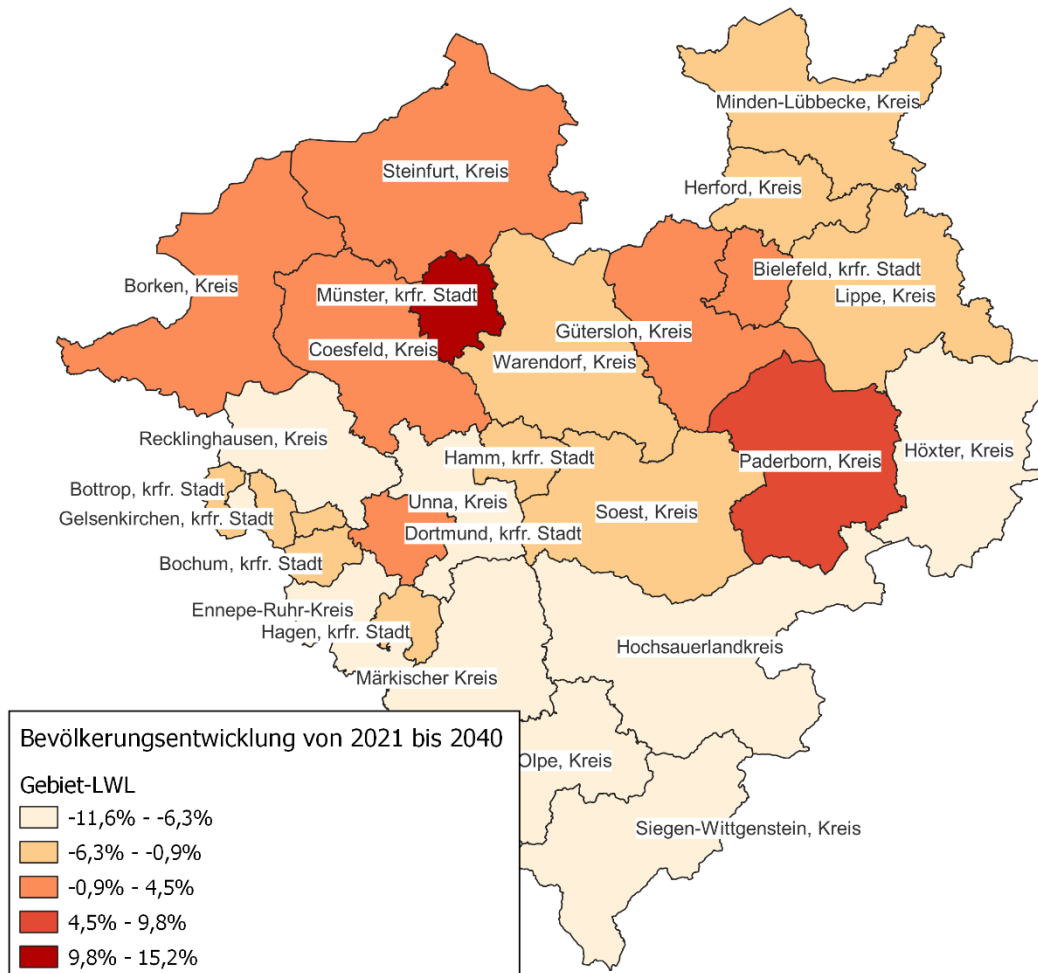 Minden-Lübbecke, Kreis
Steinfurt, Kreis
Herford, Kreis
Bielefeld, krfr. Stadt
Borken, Kreis
Münster, krfr. Stadt
Lippe, Kreis
Gütersloh, Kreis
Coesfeld, Kreis
Warendorf, Kreis
Recklinghausen, Kreis
Hamm, krfr. Stadt
Paderborn, Kreis
Höxter, Kreis
Bottrop, krfr. Stadt
Unna, Kreis
Soest, Kreis
Gelsenkirchen, krfr. Stadt
Dortmund, krfr. Stadt
Bochum, krfr. Stadt
Ennepe-Ruhr-Kreis
Hagen, krfr. Stadt
Hochsauerlandkreis
Märkischer Kreis
Olpe, Kreis
Siegen-Wittgenstein, Kreis
Bevölkerungsentwicklung von 2021 bis 2040
Gebiet-LWL
-11,6% - -6,3%
-6,3% - -0,9%
-0,9% - 4,5%
4,5% - 9,8%
9,8% - 15,2%